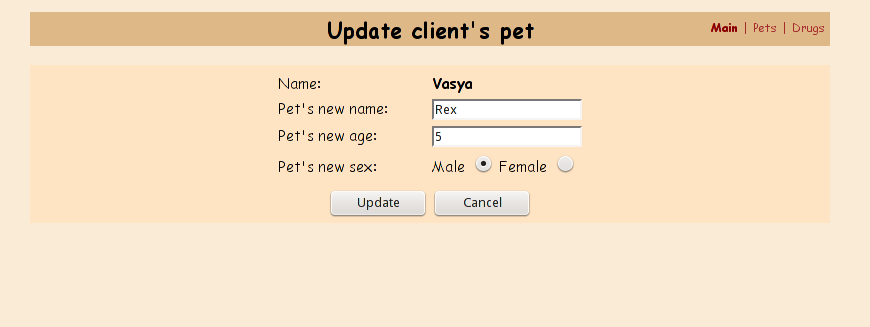 Update client's pet
Main | Pets | Drugs
Name: Vasya
Pet's new name: Rex
Pet's new age: 5
Pet's new sex: Male Female
Update Cancel